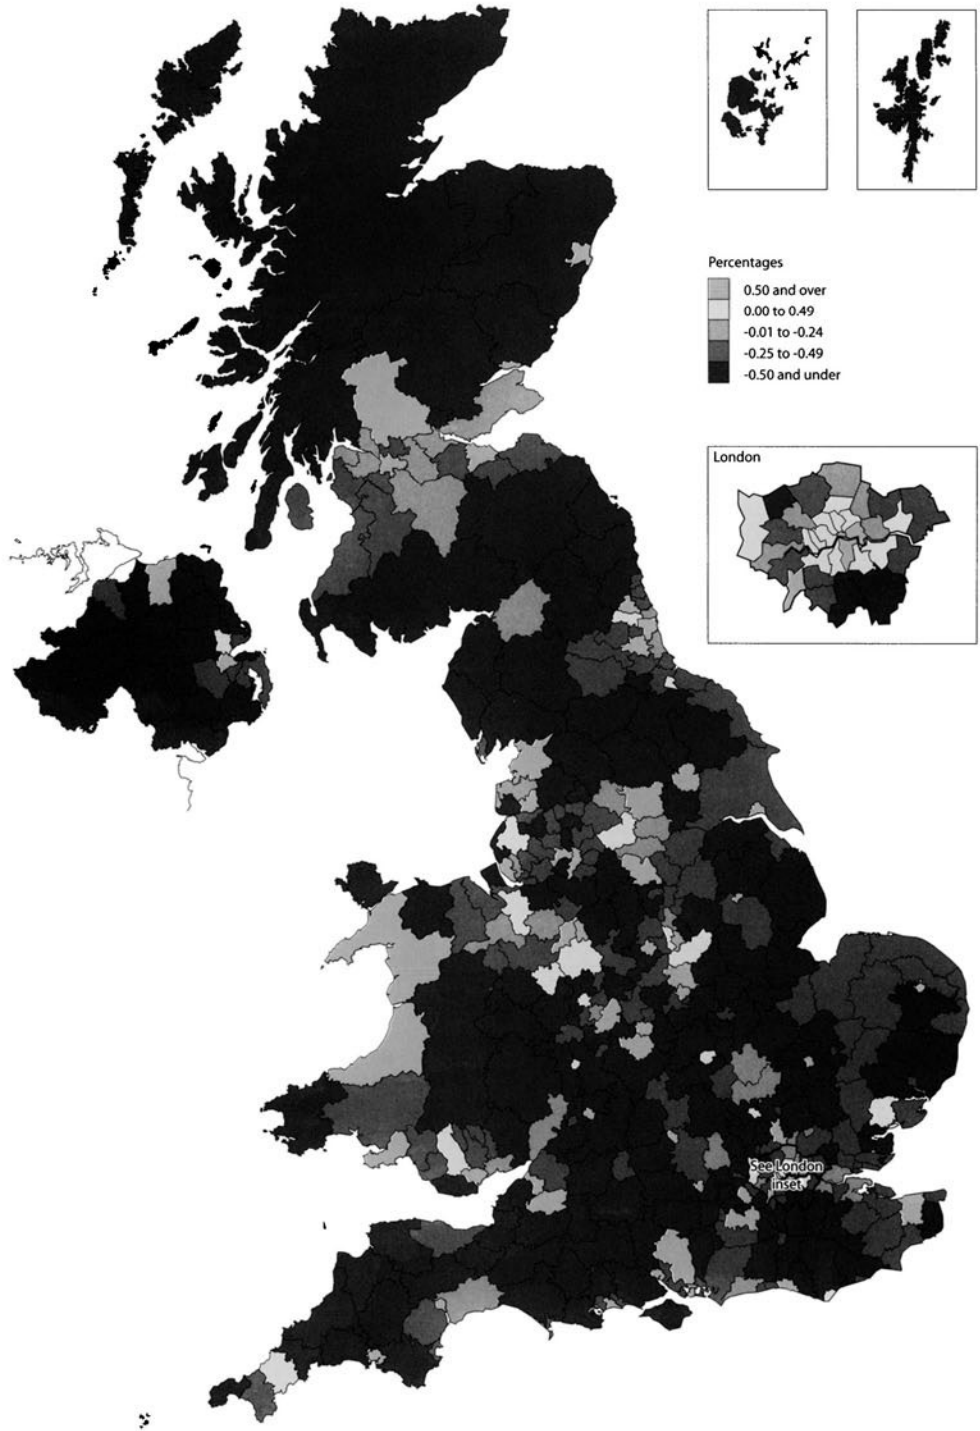 Percentages
0.50 and over
0.00 to 0.49
-0.01 to -0.24
-0.25 to -0.49
-0.50 and under
London
See London
inset